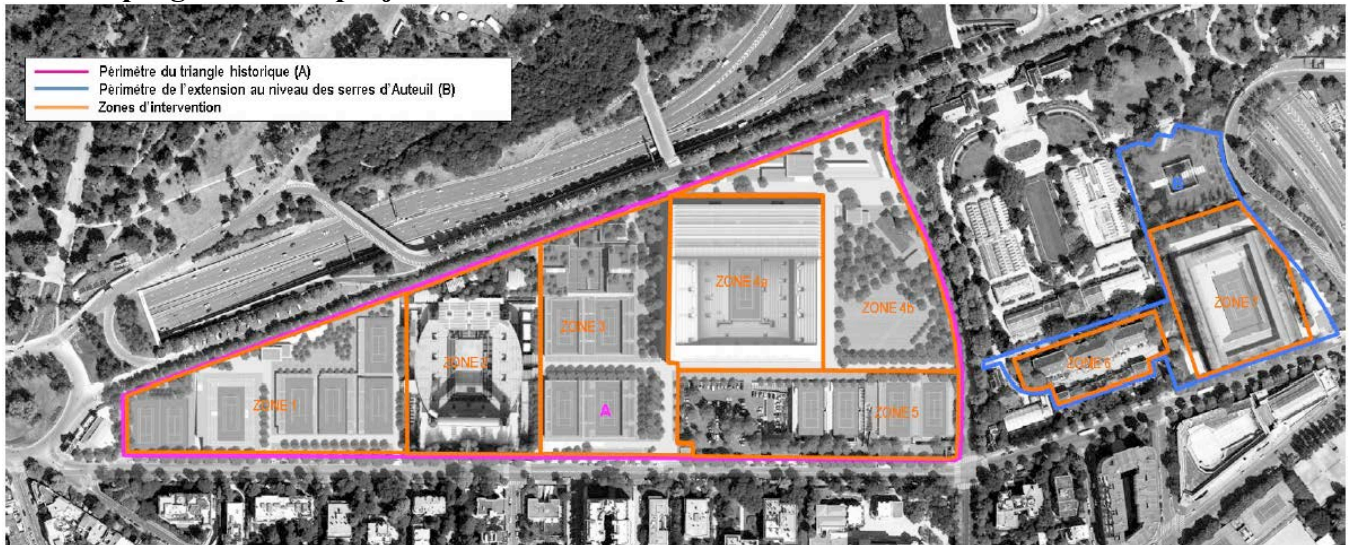 Périmètre du triangle historique (A)
Périmètre de l'extension au niveau des serres d'Auteuil (B)
Zones d'intervention
B
ZONE 4a
ZONE 4b
ZONE 3
ZONE 7
ZONE 2
ZONE 6
ZONE 1
A
ZONE 5